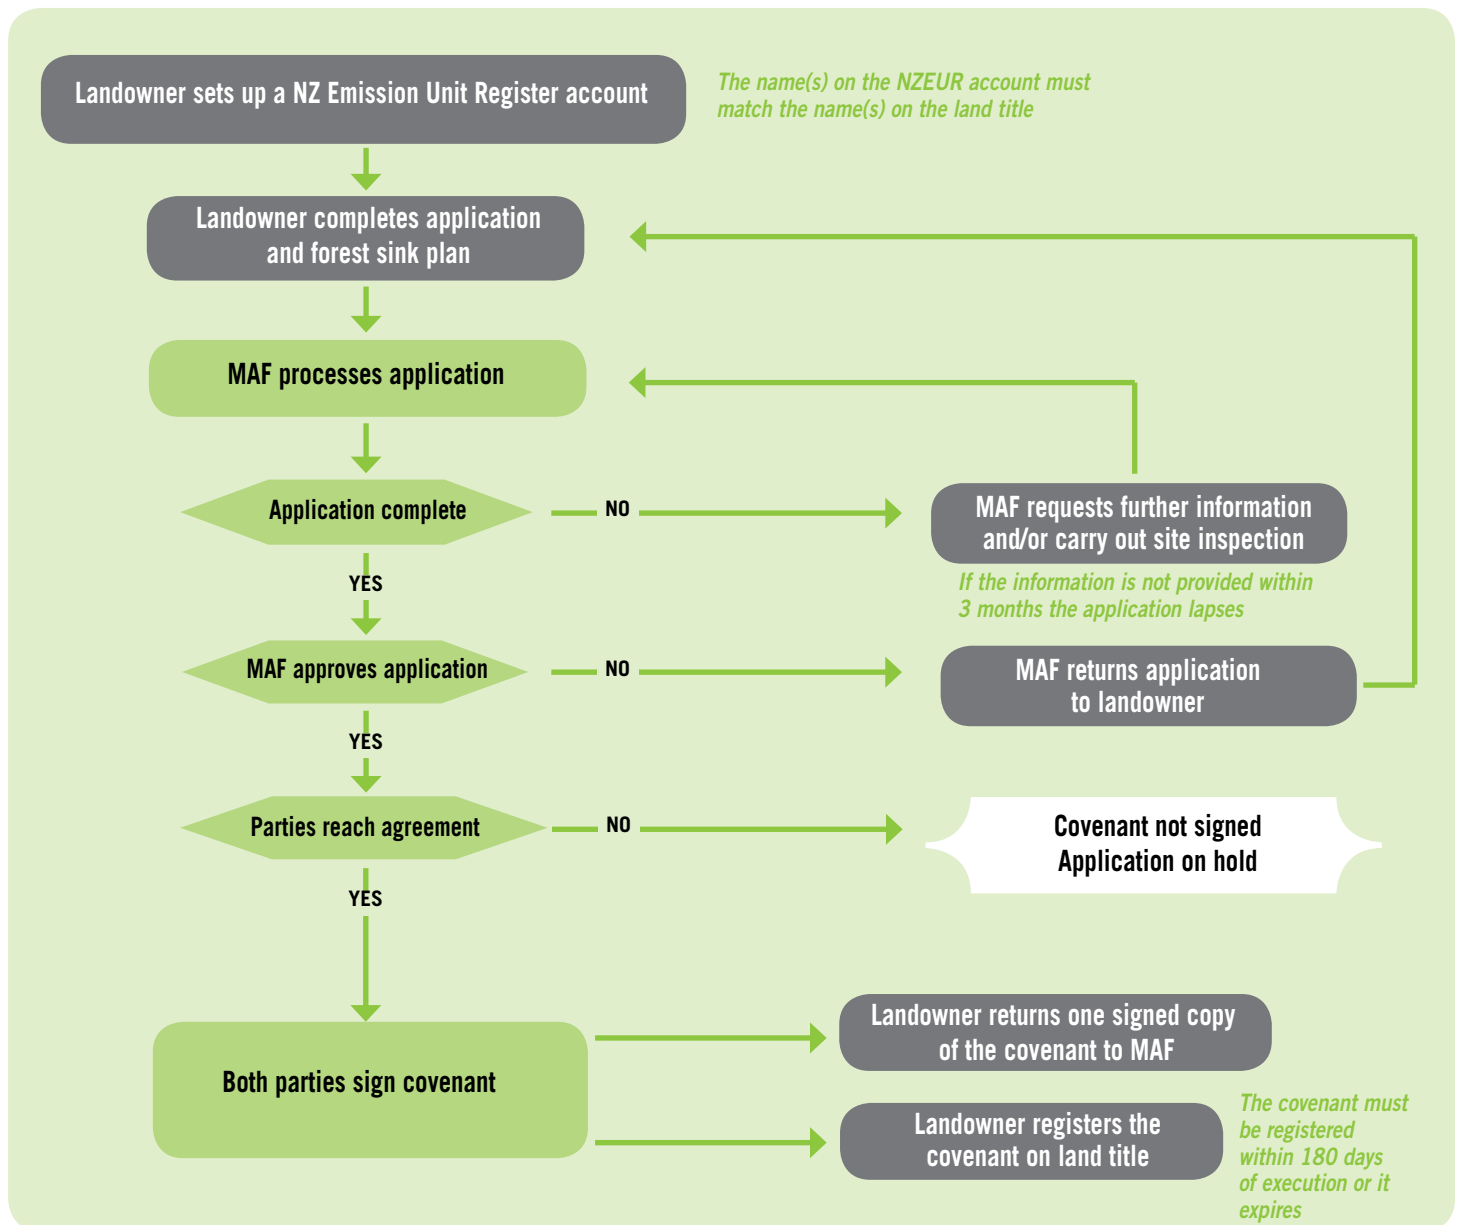 Landowner sets up a NZ Emission Unit Register account
The name(s) on the NZEUR account must
match the name(s) on the land title
Landowner completes application
and forest sink plan
MAF processes application
Application complete
NO
MAF requests further information
and/or carry out site inspection
If the information is not provided within
3 months the application lapses
YES
MAF approves application
NO
MAF returns application
to landowner
YES
Parties reach agreement
NO
Covenant not signed
Application on hold
YES
Both parties sign covenant
Landowner returns one signed copy
of the covenant to MAF
Landowner registers the
covenant on land title
The covenant must
be registered
within 180 days
of execution or it
expires